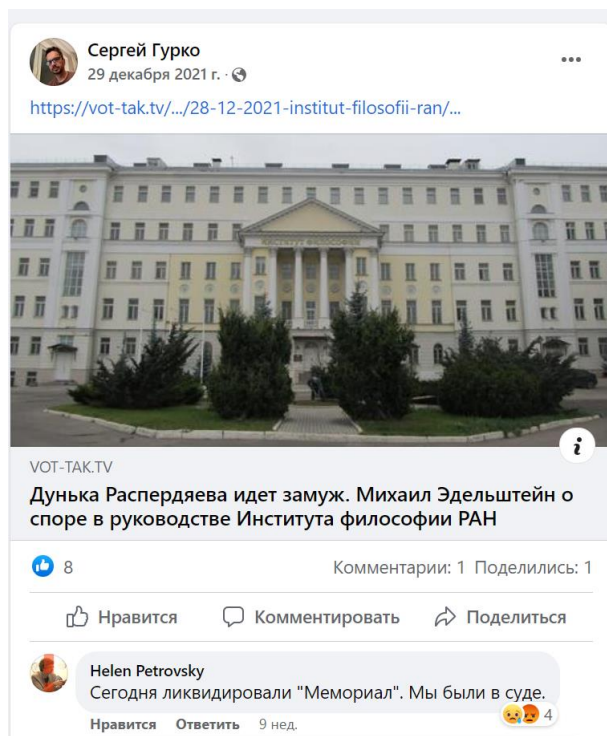 Сергей Гурко
29 декабря 2021 г. ·
https://vot-tak.tv/.../28-12-2021-institut-filosofii-ran/...
ИНСТИТУТ ФИЛОСОФИИ
VOT-TAK.TV
Дунька Распердяева идет замуж. Михаил Эдельштейн о
споре в руководстве Института философии РАН
8
Комментарии: 1 Поделились: 1
Нравится Комментировать Поделиться
Helen Petrovsky
Сегодня ликвидировали "Мемориал". Мы были в суде.
Нравится Ответить 9 нед. 4